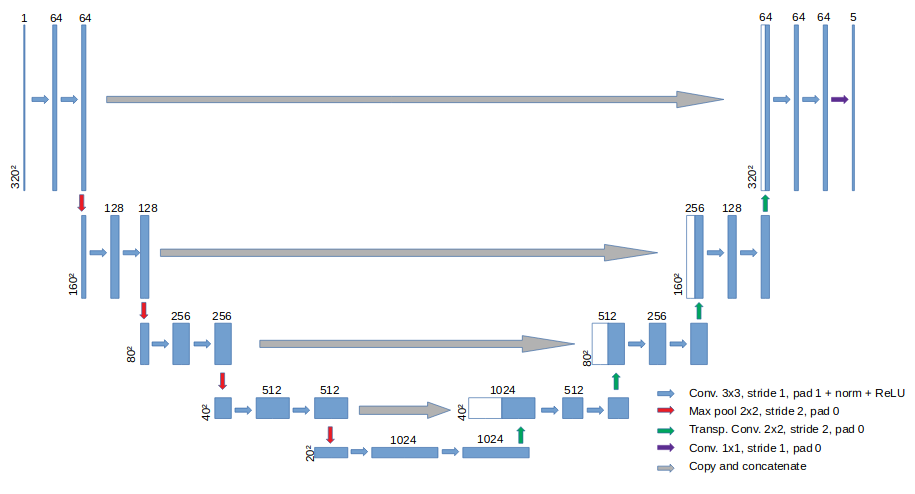 1 64 64
64 64 64 5
320²
320²
128 128
256 128
160²
160²
256 256
512 256
80²
80²
512 512
1024 512
40²
40²
1024 1024
20²
Conv. 3x3, stride 1, pad 1 + norm + ReLU
Max pool 2x2, stride 2, pad 0
Transp. Conv. 2x2, stride 2, pad 0
Conv. 1x1, stride 1, pad 0
Copy and concatenate